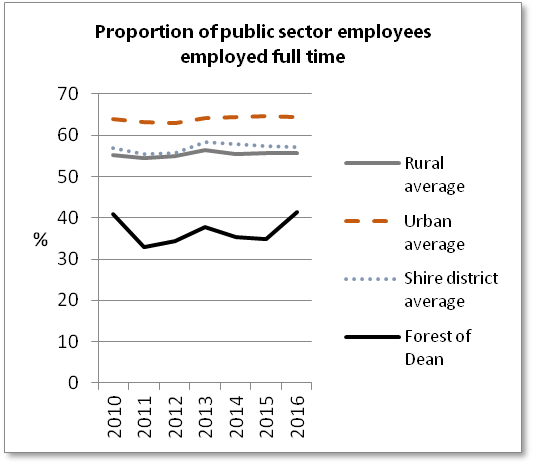 Proportion of public sector employees
employed full time
70
60
50
40
30
20
10
0
%
2010
2011
2012
2013
2014
2015
2016
Rural
average
Urban
average
Shire district
average
Forest of
Dean